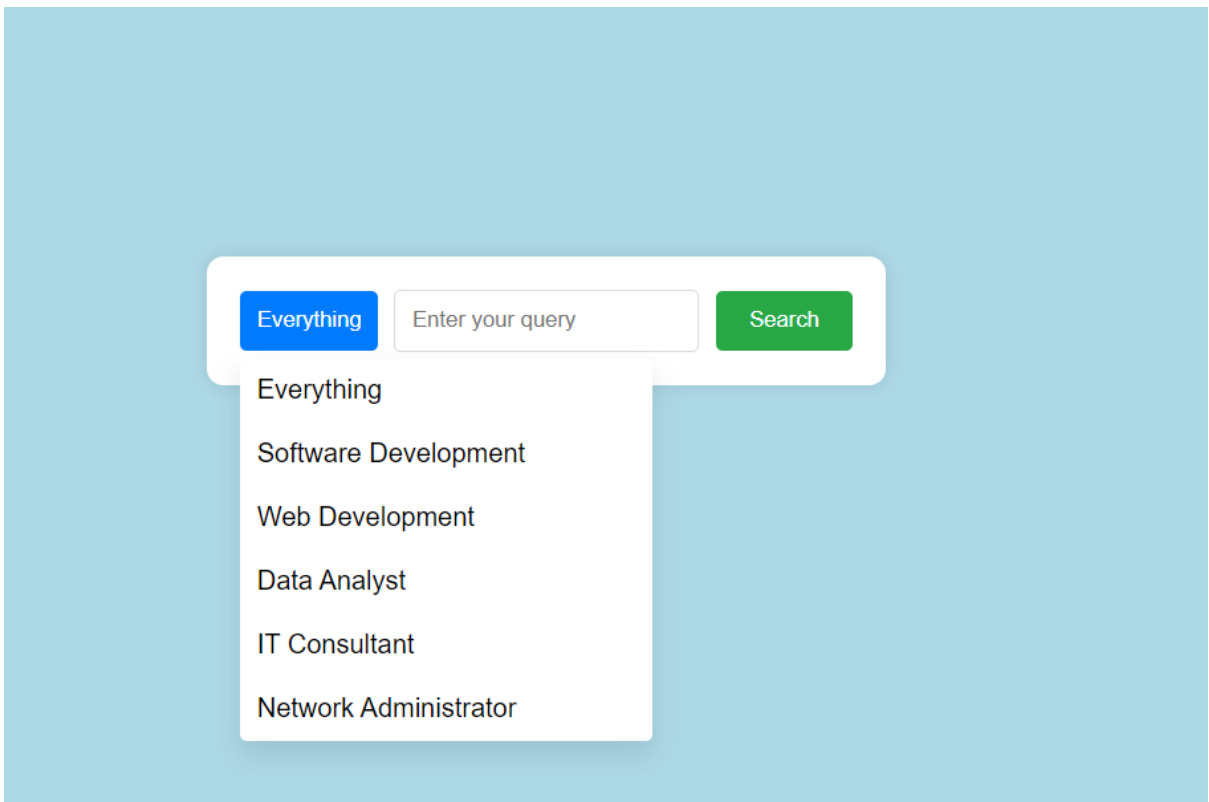 Everything Enter your query Search
Everything
Software Development
Web Development
Data Analyst
IT Consultant
Network Administrator